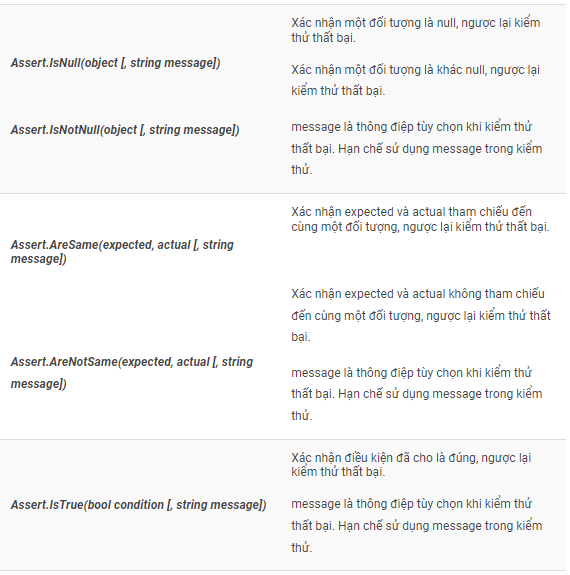 Assert.IsNull(object [, string message])
Assert.IsNotNull(object [, string message])
Xác nhận một đối tượng là null, ngược lại kiểm
thử thất bại.
Xác nhận một đối tượng là khác null, ngược lại
kiểm thử thất bại.
message là thông điệp tùy chọn khi kiểm thử
thất bại. Hạn chế sử dụng message trong kiểm
thử.
Assert.AreSame(expected, actual [, string
message])
Assert.AreNotSame(expected, actual [, string
message])
Xác nhận expected và actual tham chiếu đến
cùng một đối tượng, ngược lại kiểm thử thất bại.
Xác nhận expected và actual không tham chiếu
đến cùng một đối tượng, ngược lại kiểm thử thất
bại.
message là thông điệp tùy chọn khi kiểm thử
thất bại. Hạn chế sử dụng message trong kiểm
thử.
Assert.IsTrue(bool condition [, string message])
Xác nhận điều kiện đã cho là đúng, ngược lại
kiểm thử thất bại.
message là thông điệp tùy chọn khi kiểm thử
thất bại. Hạn chế sử dụng message trong kiểm
thử.